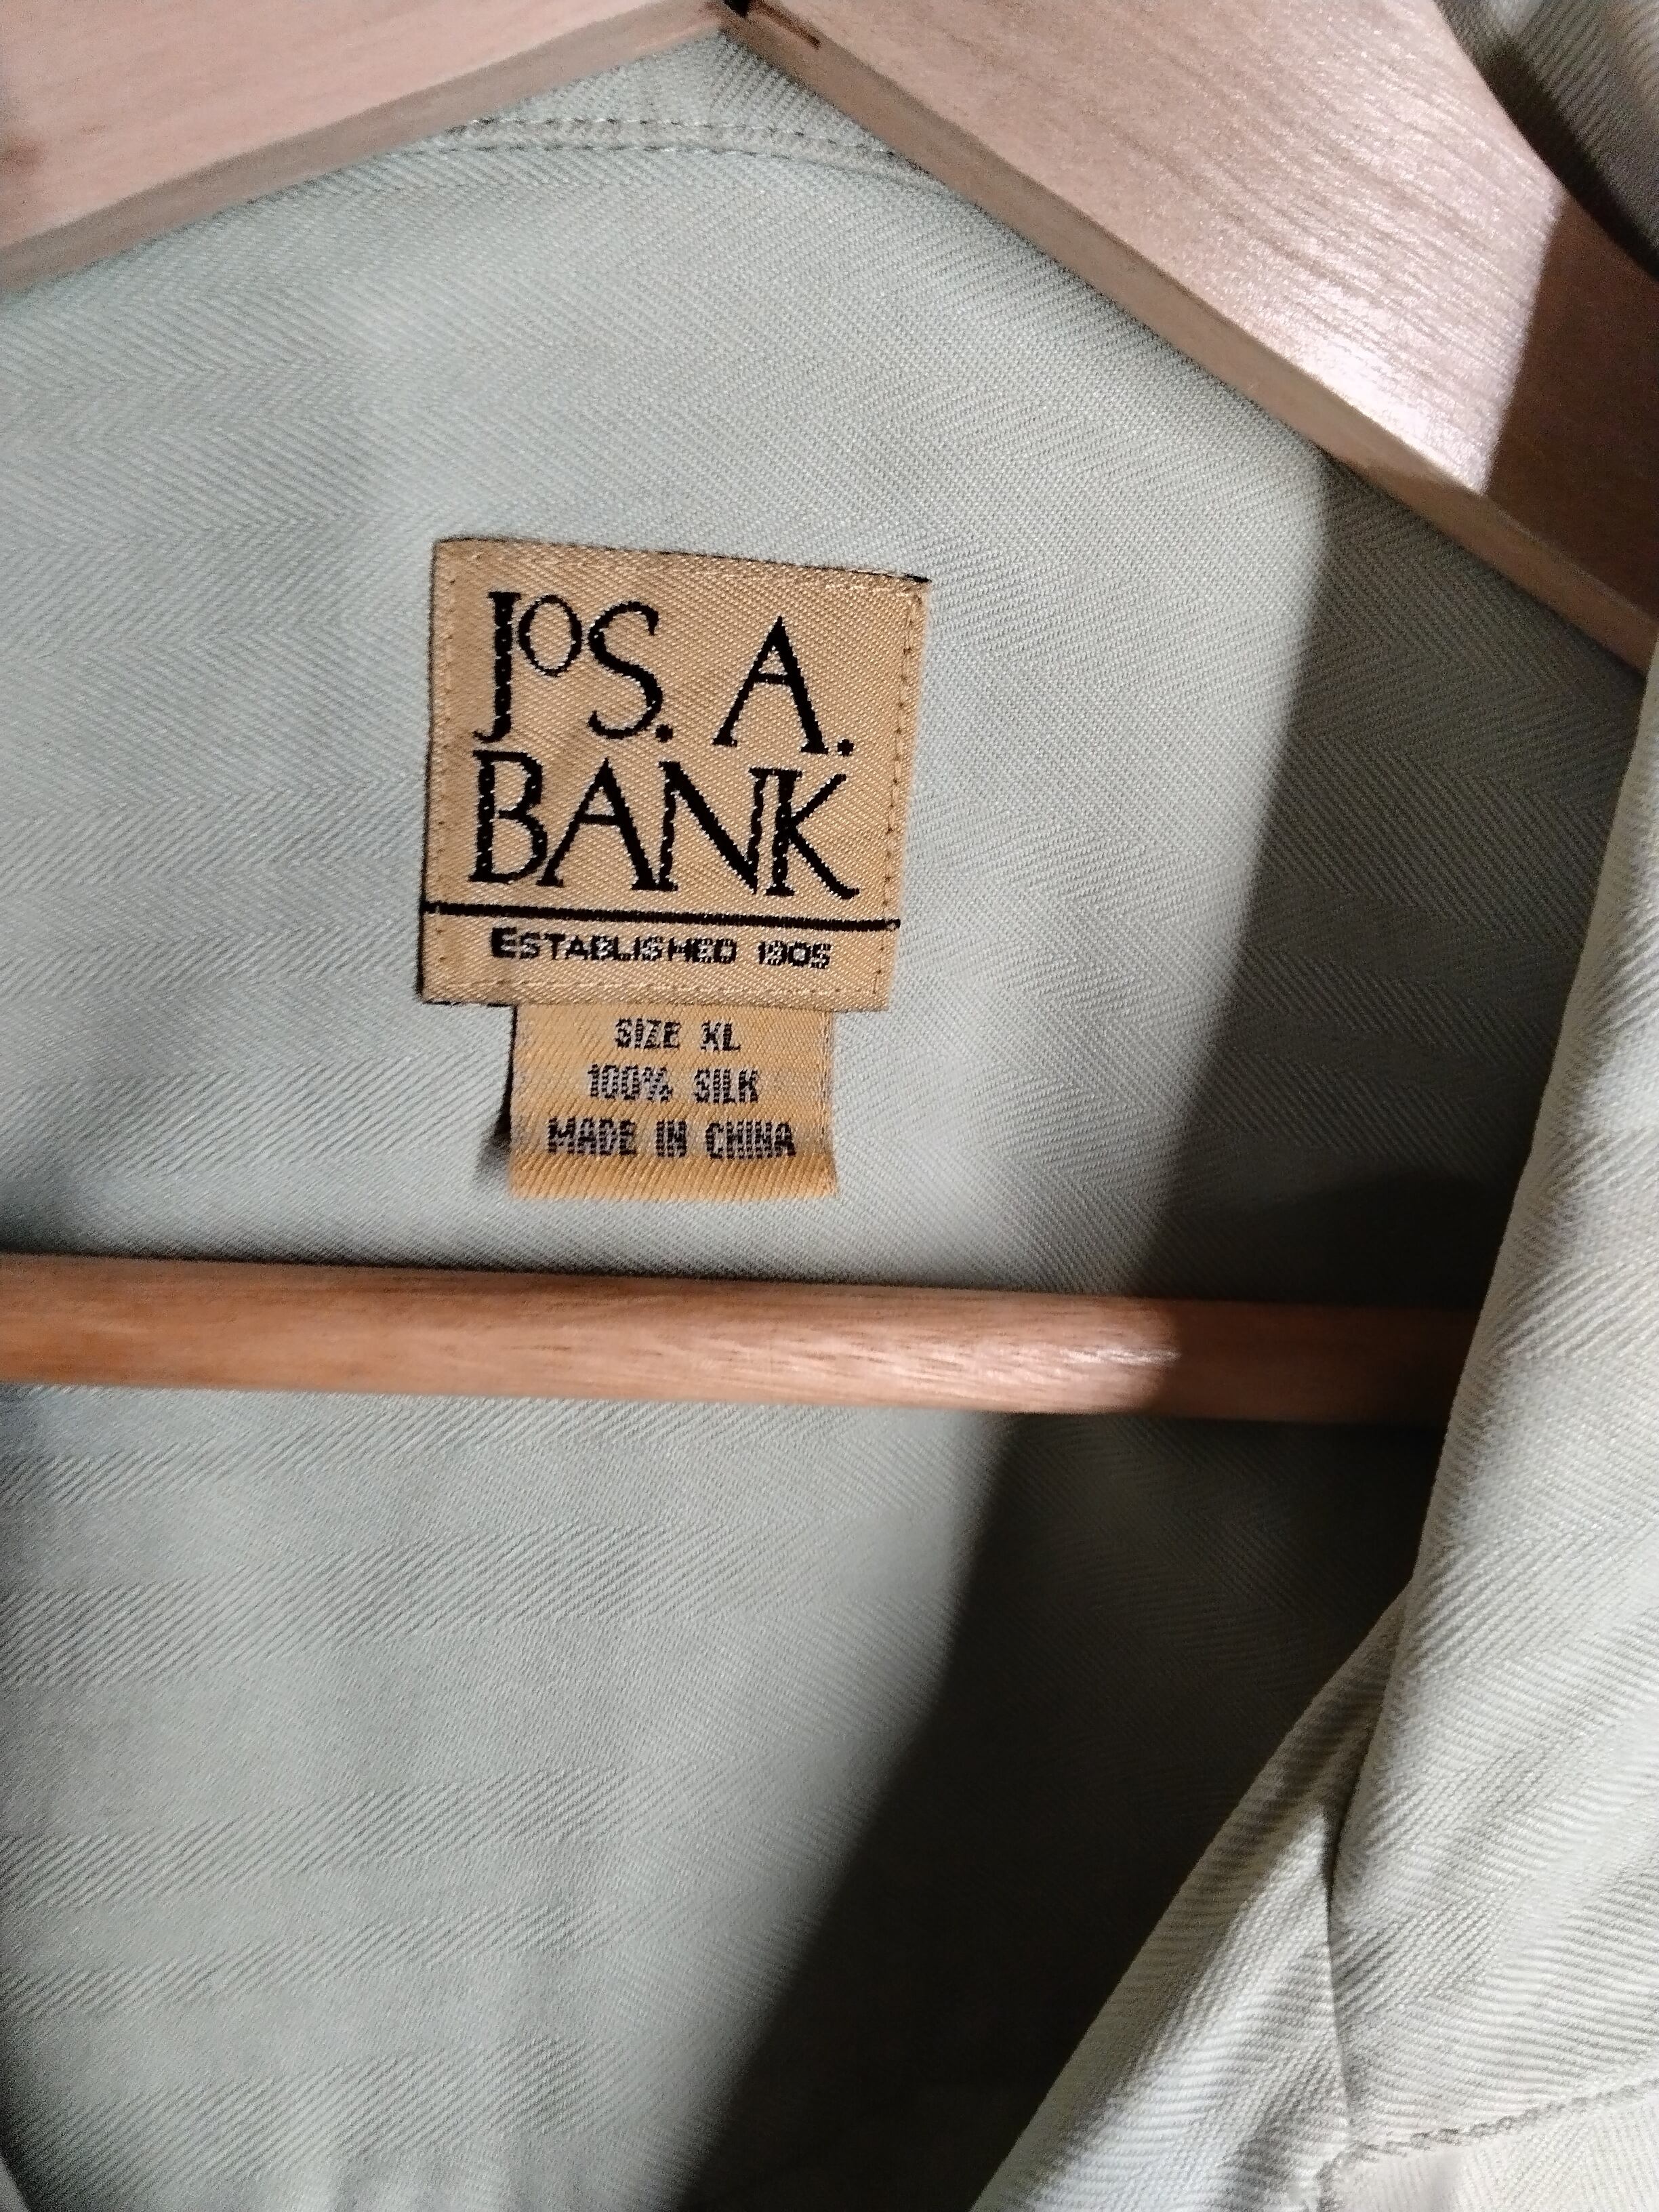 JOS. A.
BANK
ESTABLISHED 1905
SIZE XL
100% SILK
MADE IN CHINA